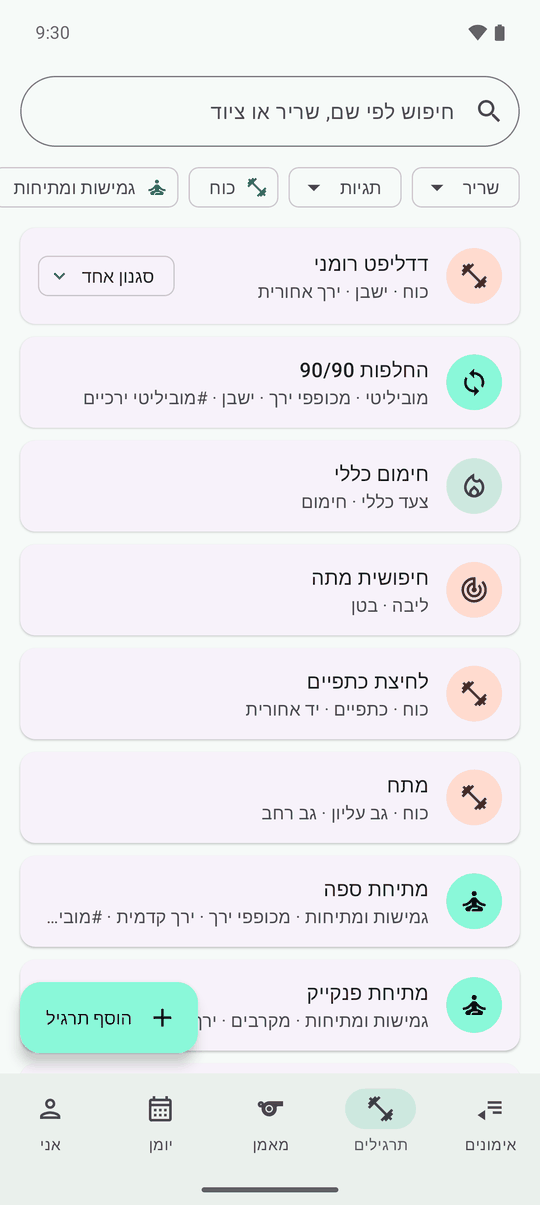 9:30
חיפוש לפי שם, שריר או ציוד
שריר
תגיות
כוח
גמישות ומתיחות
דדליפט רומני
כוח · ישבן · ירך אחורית
סגנון אחד
החלפות 90/90
מוביליטי · מכופפי ירך · ישבן · #מוביליטי ירכיים
חימום כללי
צעד כללי · חימום
חיפושית מתה
ליבה · בטן
לחיצת כתפיים
כוח · כתפיים · יד אחורית
מתח
כוח · גב עליון · גב רחב
מתיחת ספה
גמישות ומתיחות · מכופפי ירך · ירך קדמית · #מובי...
מתיחת פנקייק
גמישות ומתיחות · מקרבים · ירך
הוסף תרגיל
אימונים
תרגילים
מאמן
יומן
אני